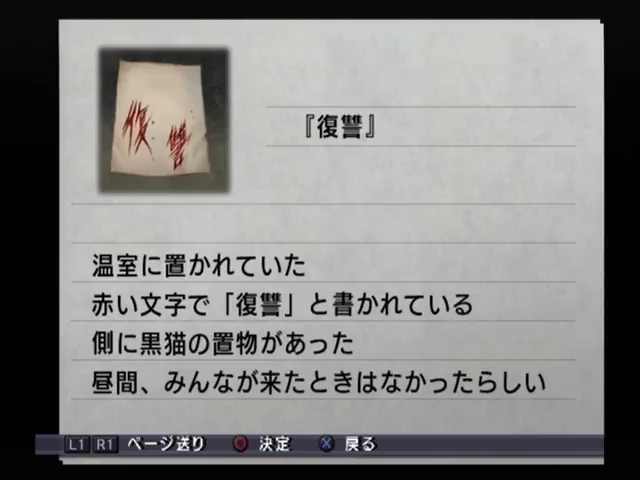 復讐
『復讐』
温室に置かれていた
赤い文字で「復讐」と書かれている
側に黒猫の置物があった
昼間、みんなが来たときはなかったらしい
L1 R1 ページ送り 決定 戻る